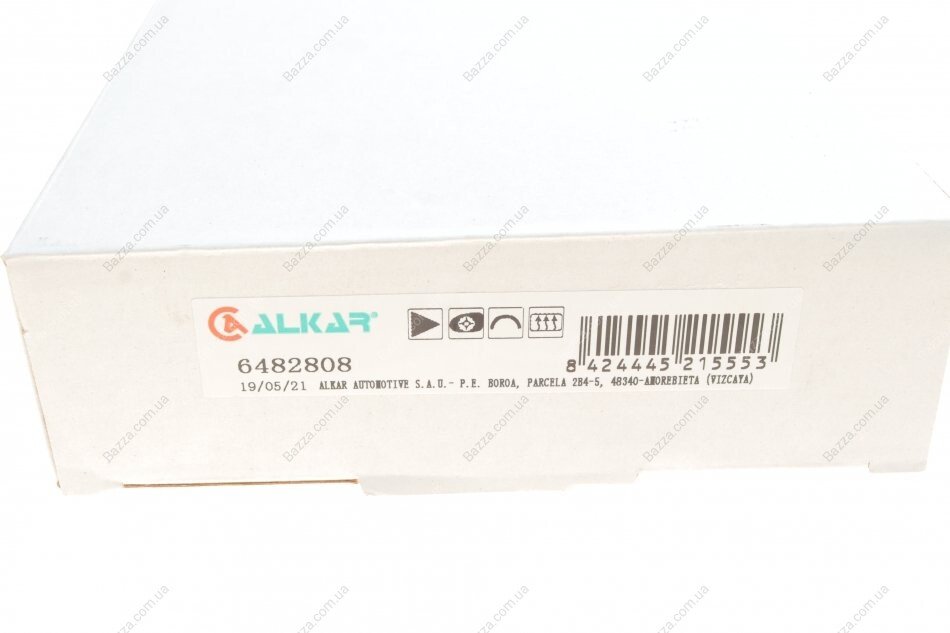 ALKAR®
6482808
8 424445 215553
19/05/21 ALKAR AUTOMOTIVE S.A.U.- P.E. BOROA, PARCELA 2B4-5, 48340-AMOREBIETA (VIZCAYA)
Bazza.com.ua